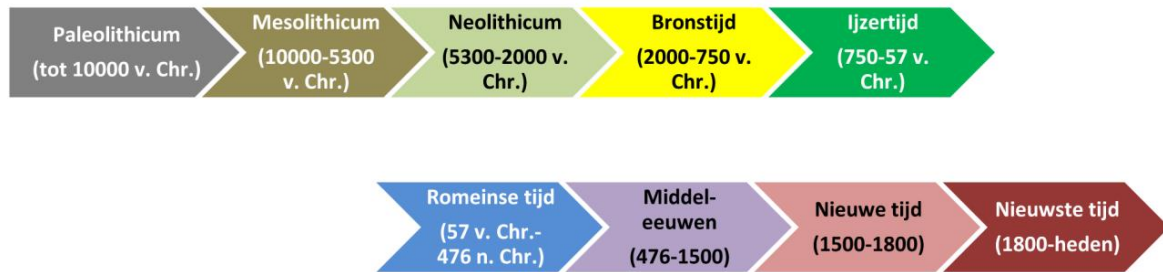 Paleolithicum
(tot 10000 v. Chr.)
Mesolithicum
(10000-5300
v. Chr.)
Neolithicum
(5300-2000 v.
Chr.)
Bronstijd
(2000-750 v.
Chr.)
Ijzertijd
(750-57 v.
Chr.)
Romeinse tijd
(57 v. Chr.-
476 n. Chr.)
Middel-
eeuwen
(476-1500)
Nieuwe tijd
(1500-1800)
Nieuwste tijd
(1800-heden)